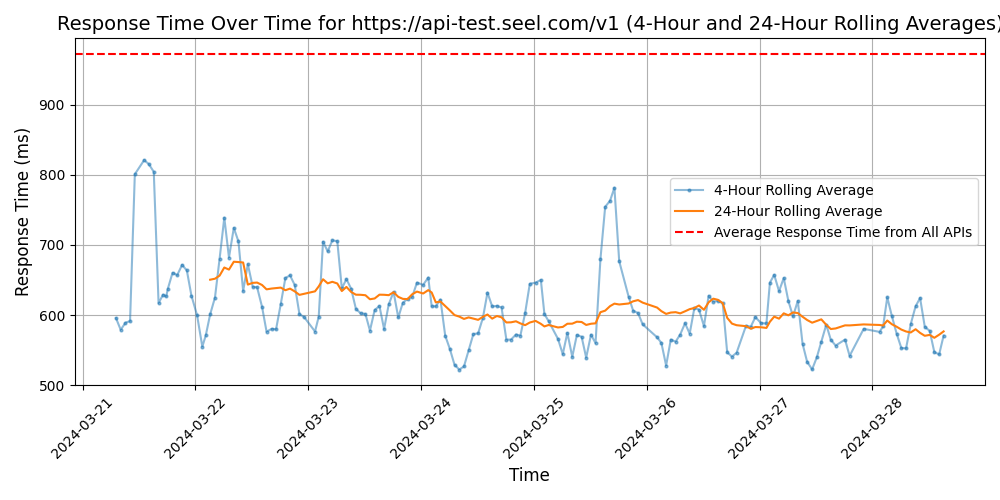 Response Time Over Time for https://api-test.seel.com/v1 (4-Hour and 24-Hour Rolling Averages)
Response Time (ms)
900
800
700
600
500
4-Hour Rolling Average
24-Hour Rolling Average
Average Response Time from All APIs
2024-03-21
2024-03-22
2024-03-23
2024-03-24
2024-03-25
2024-03-26
2024-03-27
2024-03-28
Time